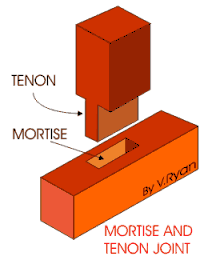 TENON
MORTISE
By V.Ryan
MORTISE AND
TENON JOINT